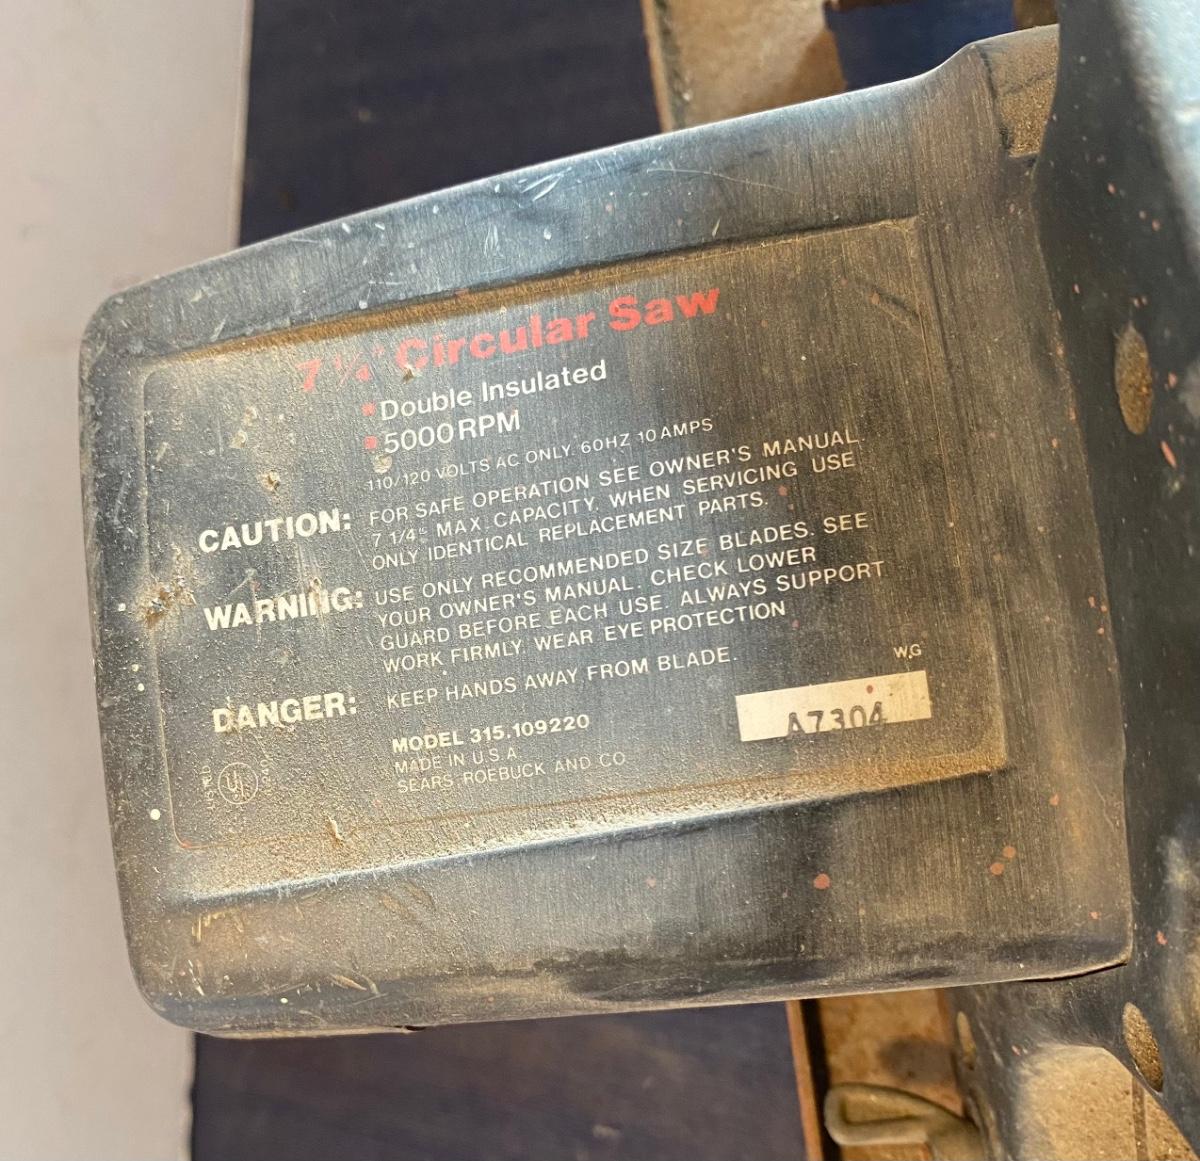 7 1/4" Circular Saw
Double Insulated
5000 RPM
110/120 VOLTS AC ONLY. 60HZ 10 AMPS
CAUTION: FOR SAFE OPERATION SEE OWNER'S MANUAL
7 1/4" MAX. CAPACITY. WHEN SERVICING USE
ONLY IDENTICAL REPLACEMENT PARTS.
WARNING: USE ONLY RECOMMENDED SIZE BLADES. SEE
YOUR OWNER'S MANUAL. CHECK LOWER
GUARD BEFORE EACH USE. ALWAYS SUPPORT
WORK FIRMLY. WEAR EYE PROTECTION
DANGER: KEEP HANDS AWAY FROM BLADE.
W.G
A7304
MODEL 315.109220
MADE IN U.S.A.
SEARS ROEBUCK AND CO
LISTED UL